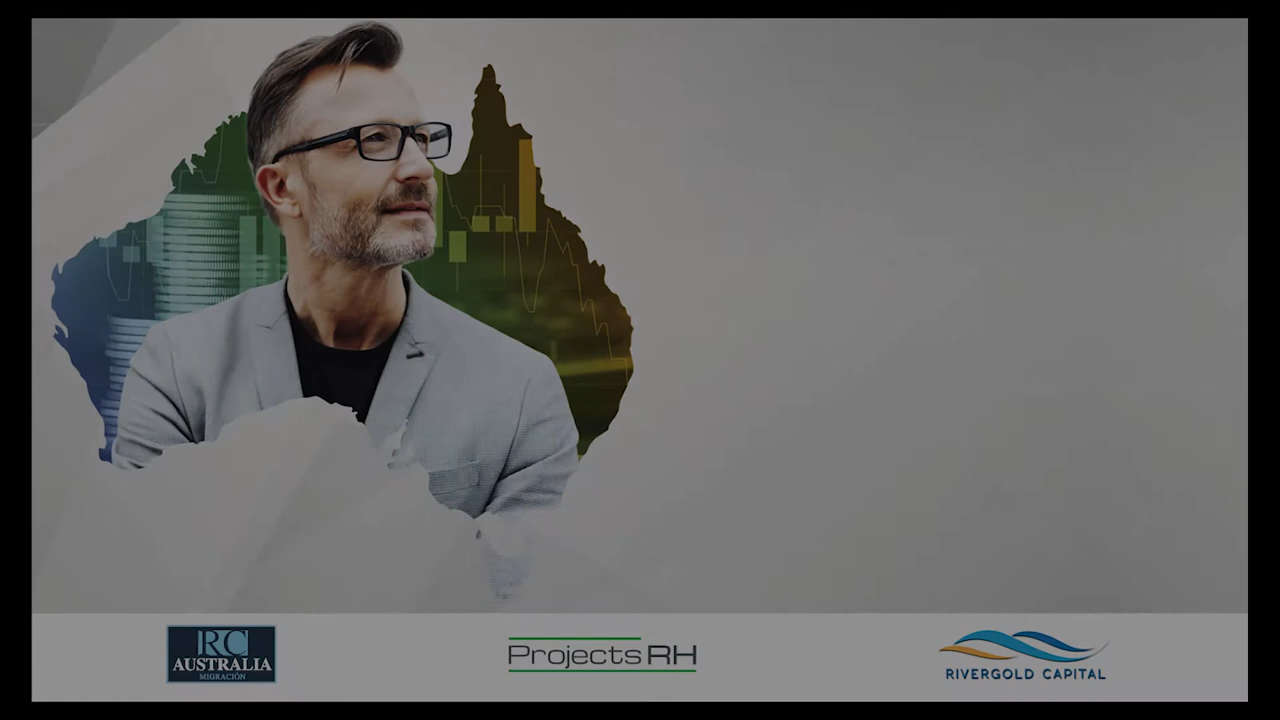 RC
AUSTRALIA
MIGRACIÓN
Projects RH
RIVERGOLD CAPITAL